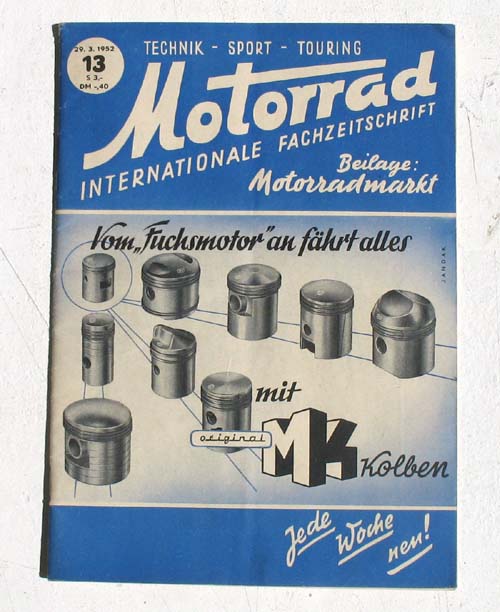 29. 3. 1952
13
S 3,-
DM -,40
TECHNIK - SPORT - TOURING
Motorrad
INTERNATIONALE FACHZEITSCHRIFT
Beilage:
Motorradmarkt
Vom „Fuchsmotor" an fährt alles
JANDAK
mit
original
MK
Kolben
Jede
Woche
neu!